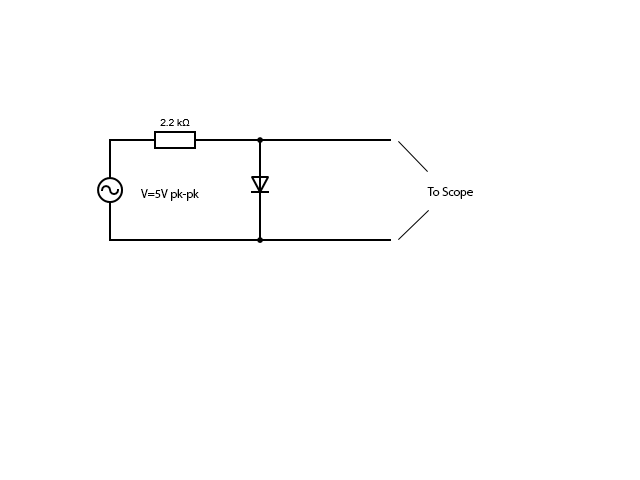 2.2 kΩ
V=5V pk-pk
To Scope